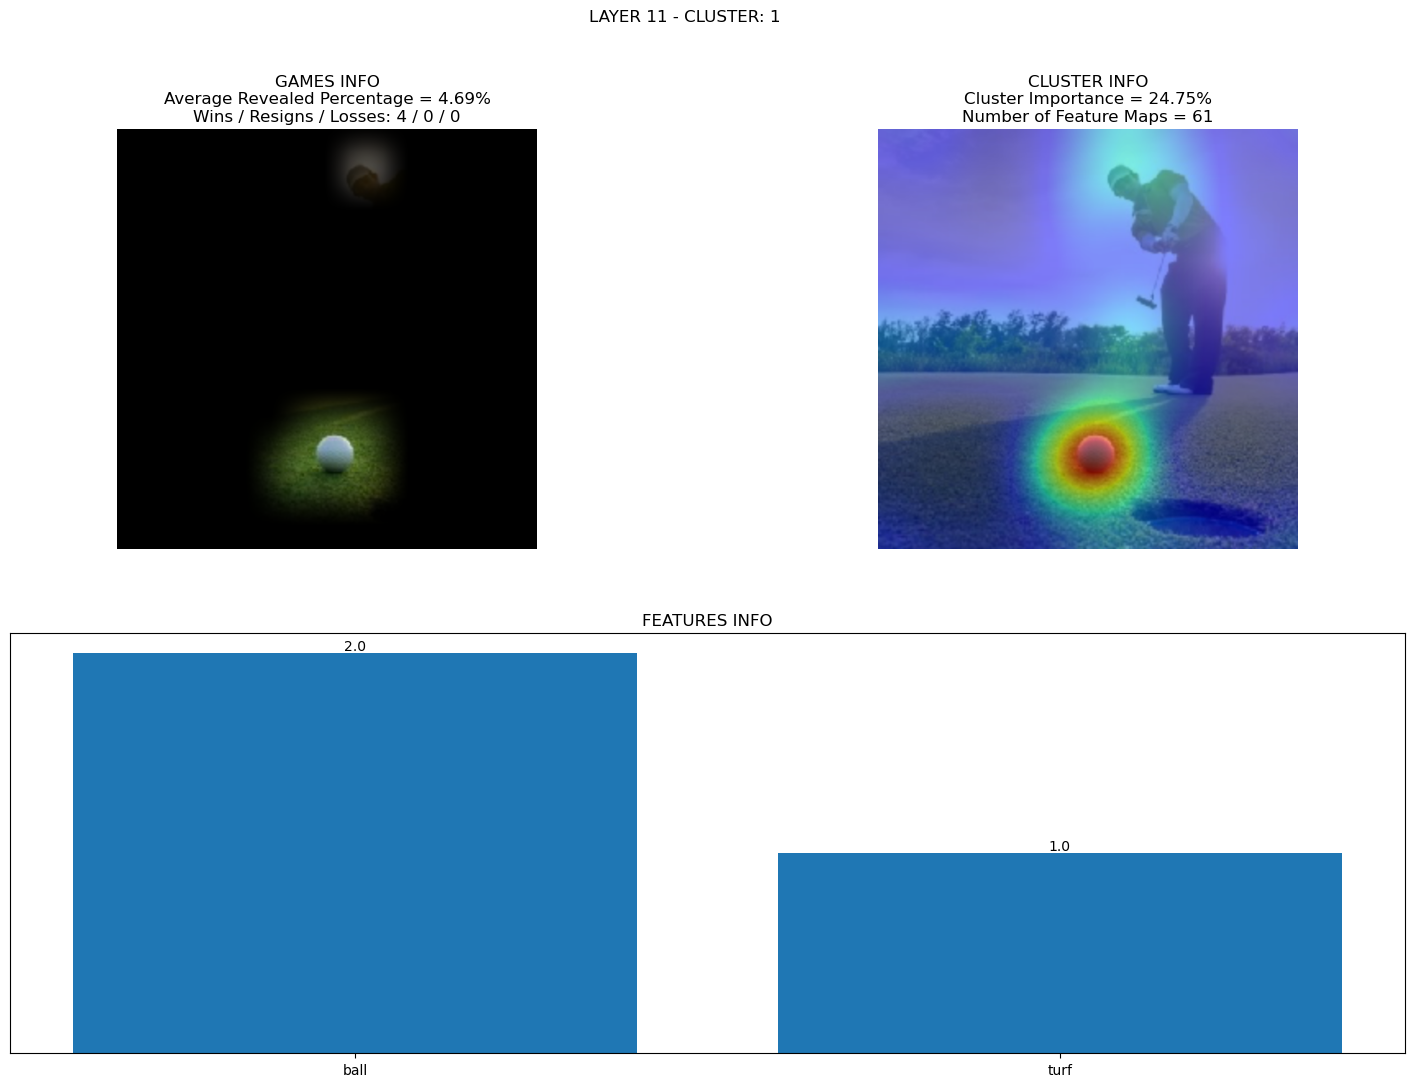 LAYER 11 - CLUSTER: 1
GAMES INFO
Average Revealed Percentage = 4.69%
Wins / Resigns / Losses: 4 / 0 / 0
CLUSTER INFO
Cluster Importance = 24.75%
Number of Feature Maps = 61
FEATURES INFO
2.0
1.0
ball
turf